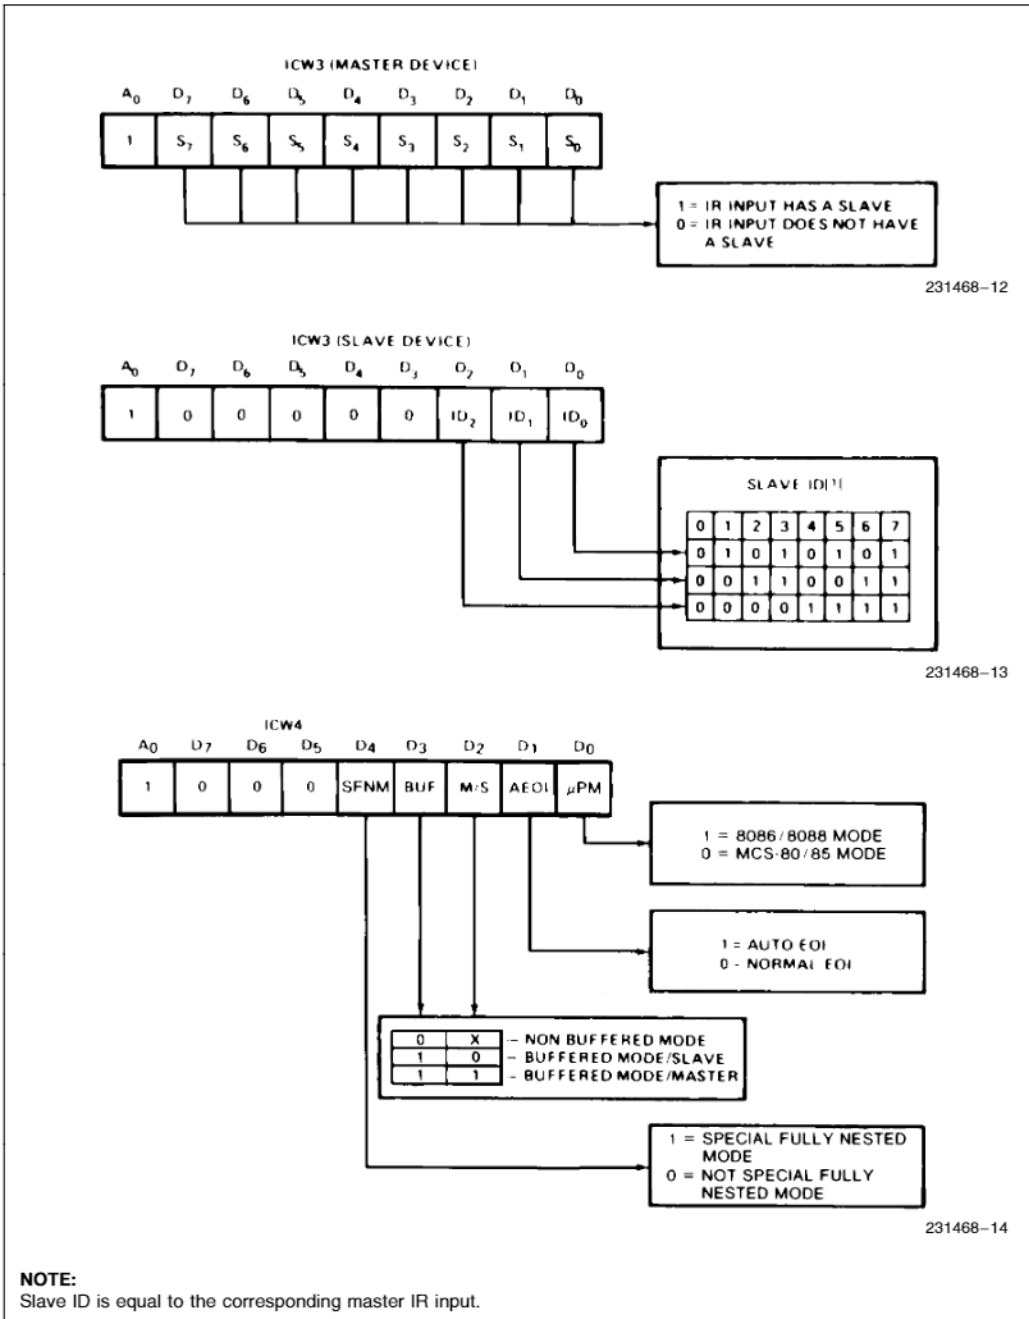 ICW3 (MASTER DEVICE)
A0 D7 D6 D5 D4 D3 D2 D1 D0
1 S7 S6 S5 S4 S3 S2 S1 S0
1 = IR INPUT HAS A SLAVE
0 = IR INPUT DOES NOT HAVE
A SLAVE
231468–12
ICW3 (SLAVE DEVICE)
A0 D7 D6 D5 D4 D3 D2 D1 D0
1 0 0 0 0 0 ID2 ID1 ID0
SLAVE ID
0 1 2 3 4 5 6 7
0 1 0 1 0 1 0 1
0 0 1 1 0 0 1 1
0 0 0 0 1 1 1 1
231468–13
ICW4
A0 D7 D6 D5 D4 D3 D2 D1 D0
1 0 0 0 SFNM BUF M/S AEOI μPM
1 = 8086/8088 MODE
0 = MCS-80/85 MODE
1 = AUTO EOI
0 - NORMAL EOI
0 X – NON BUFFERED MODE
1 0 – BUFFERED MODE/SLAVE
1 1 – BUFFERED MODE/MASTER
1 = SPECIAL FULLY NESTED
MODE
0 = NOT SPECIAL FULLY
NESTED MODE
231468–14
NOTE:
Slave ID is equal to the corresponding master IR input.